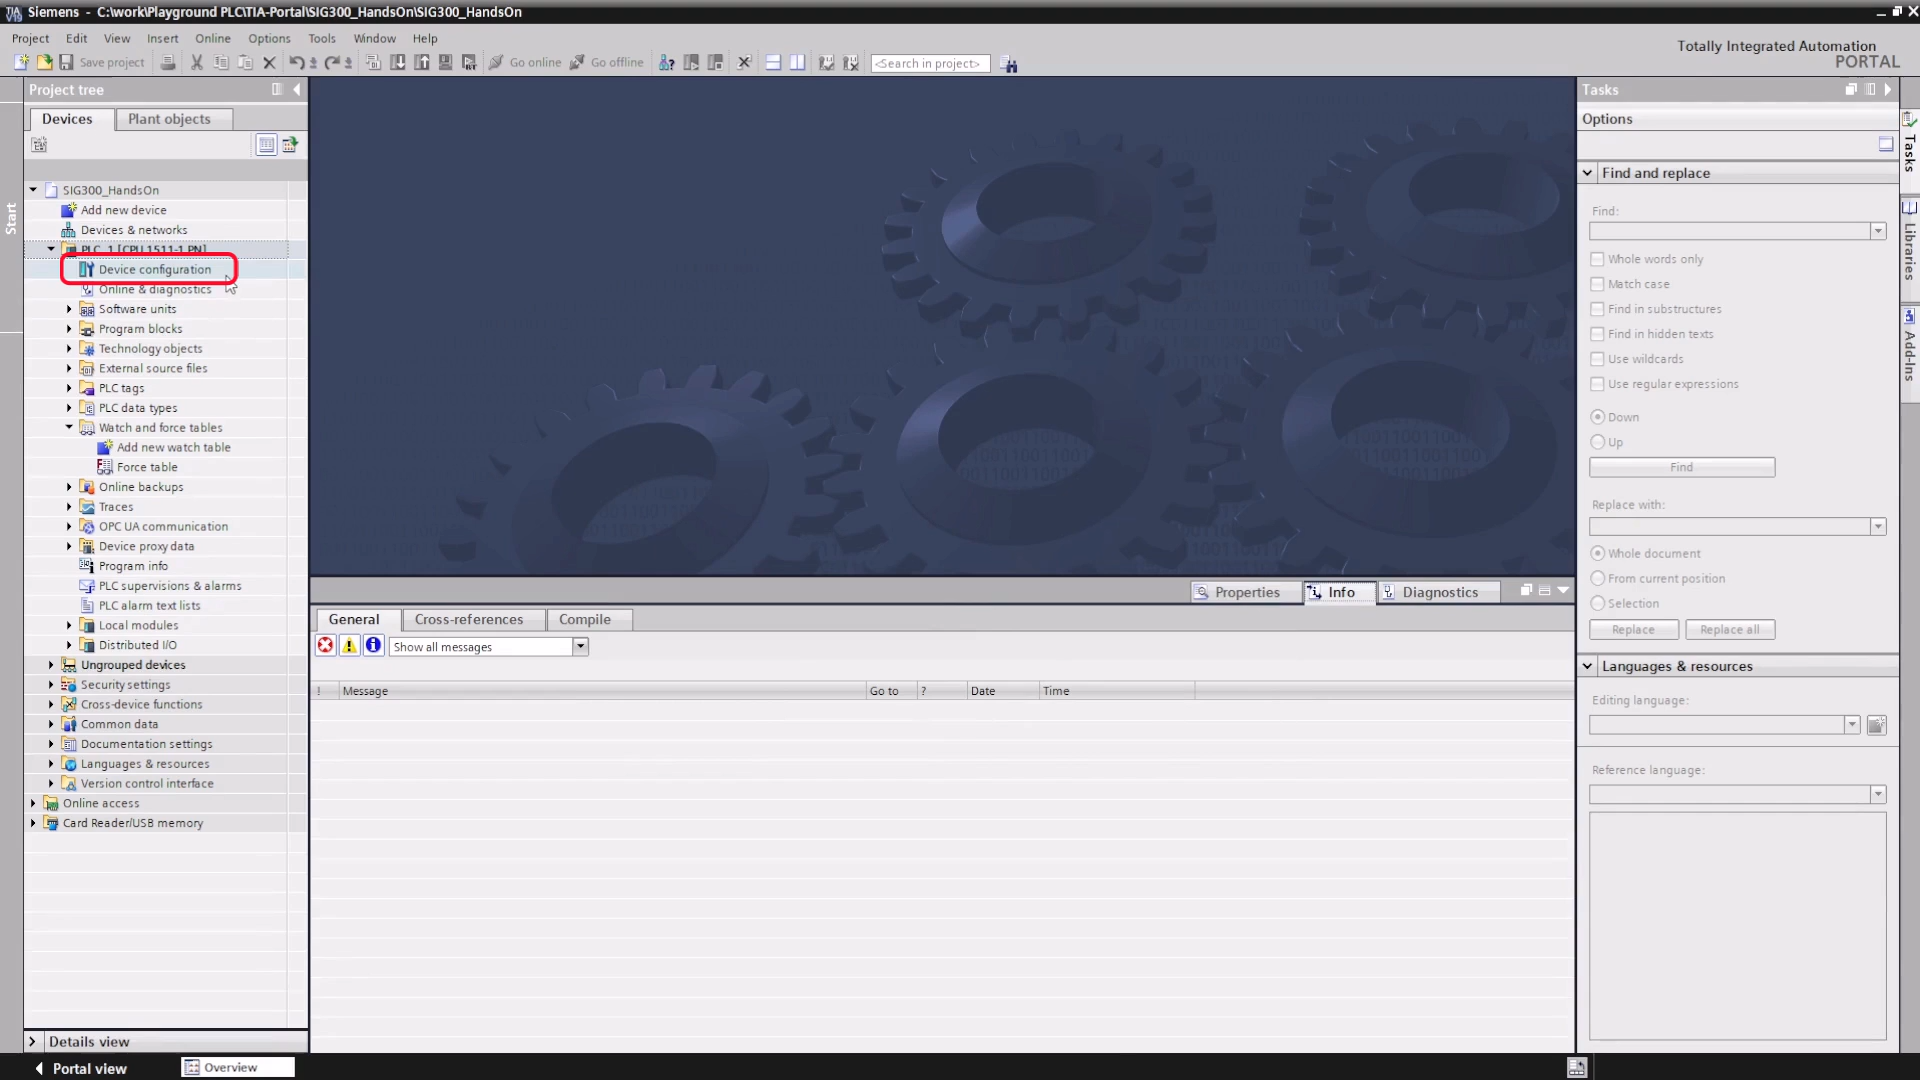 Siemens - C:\work\Playground PLC\TIA-Portal\SIG300_HandsOn\SIG300_HandsOn
Project Edit View Insert Online Options Tools Window Help
Totally Integrated Automation
PORTAL
Save project Go online Go offline <Search in project>
Project tree
Devices Plant objects
SIG300_HandsOn
Add new device
Devices & networks
PLC_1 [CPU 1511-1 PN]
Device configuration
Online & diagnostics
Software units
Program blocks
Technology objects
External source files
PLC tags
PLC data types
Watch and force tables
Add new watch table
Force table
Online backups
Traces
OPC UA communication
Device proxy data
Program info
PLC supervisions & alarms
PLC alarm text lists
Local modules
Distributed I/O
Ungrouped devices
Security settings
Cross-device functions
Common data
Documentation settings
Languages & resources
Version control interface
Online access
Card Reader/USB memory
Details view
Start
Properties Info Diagnostics
General Cross-references Compile
Show all messages
! Message Go to ? Date Time
Tasks
Options
Find and replace
Find:
Whole words only
Match case
Find in substructures
Find in hidden texts
Use wildcards
Use regular expressions
Down
Up
Find
Replace with:
Whole document
From current position
Selection
Replace Replace all
Languages & resources
Editing language:
Reference language:
Tasks
Libraries
Add-Ins
Portal view Overview